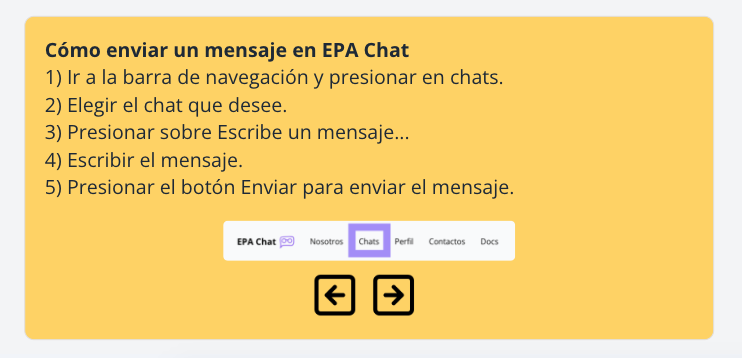 Cómo enviar un mensaje en EPA Chat
1) Ir a la barra de navegación y presionar en chats.
2) Elegir el chat que desee.
3) Presionar sobre Escribe un mensaje...
4) Escribir el mensaje.
5) Presionar el botón Enviar para enviar el mensaje.
EPA Chat Nosotros Chats Perfil Contactos Docs